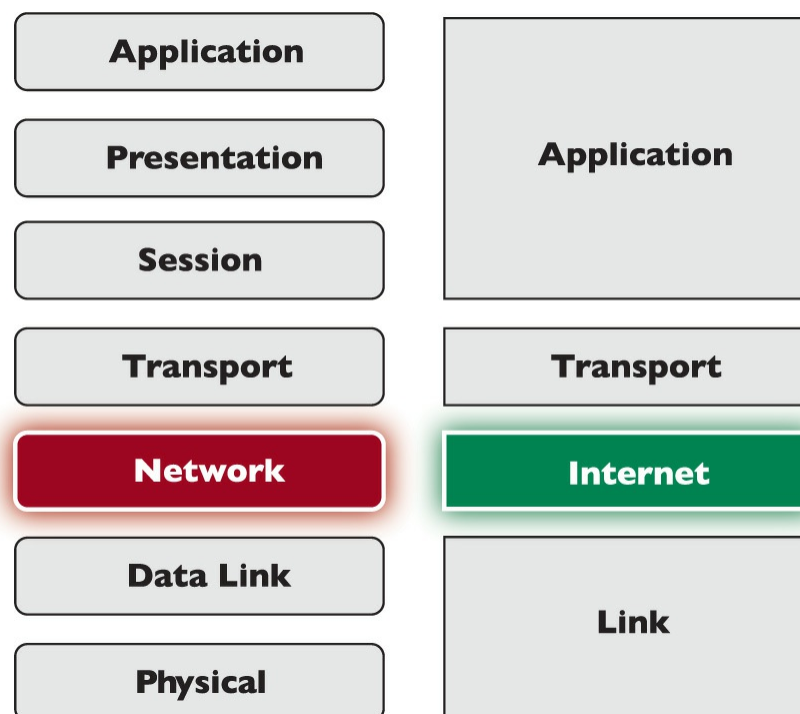 Application
Presentation
Session
Transport
Network
Data Link
Physical
Application
Transport
Internet
Link